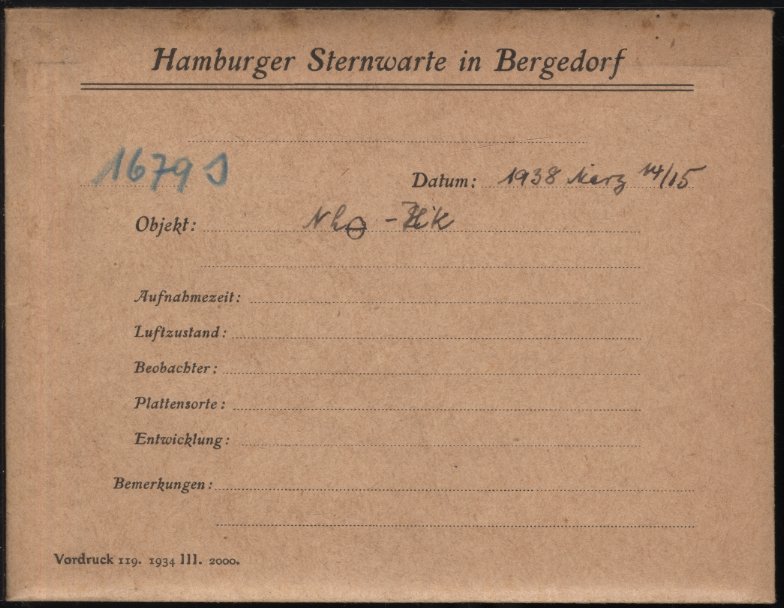 Hamburger Sternwarte in Bergedorf
1679
Datum: 1938 März 14/15
Objekt:
Aufnahmezeit:
Luftzustand:
Beobachter:
Plattensorte:
Entwicklung:
Bemerkungen:
Vordruck 119. 1934 III. 2000.